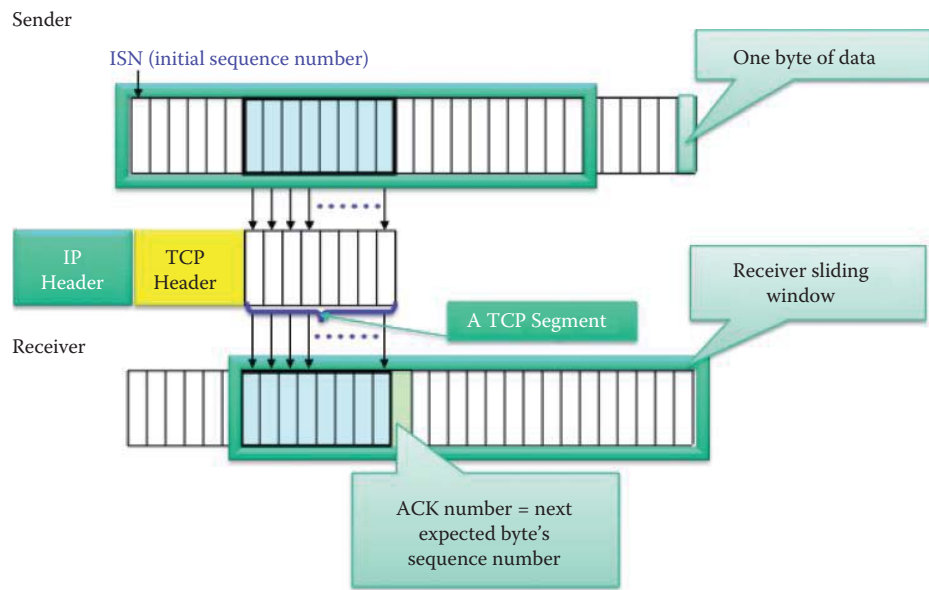 Sender
ISN (initial sequence number)
One byte of data
IP
Header
TCP
Header
Receiver sliding
window
A TCP Segment
Receiver
ACK number = next
expected byte's
sequence number